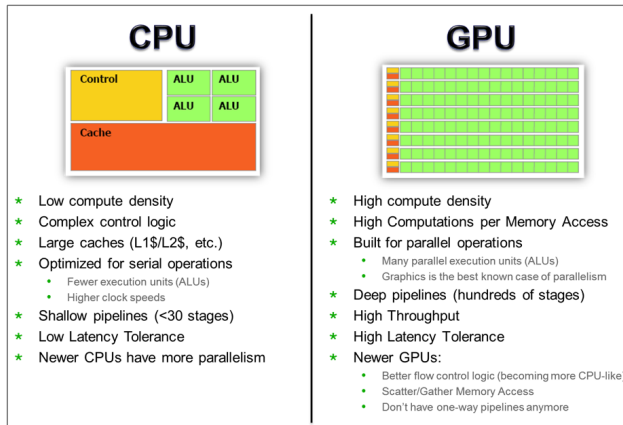 CPU
Control
ALU
ALU
ALU
ALU
Cache
* Low compute density
* Complex control logic
* Large caches (L1$/L2$, etc.)
* Optimized for serial operations
• Fewer execution units (ALUs)
• Higher clock speeds
* Shallow pipelines (<30 stages)
* Low Latency Tolerance
* Newer CPUs have more parallelism
GPU
* High compute density
* High Computations per Memory Access
* Built for parallel operations
• Many parallel execution units (ALUs)
• Graphics is the best known case of parallelism
* Deep pipelines (hundreds of stages)
* High Throughput
* High Latency Tolerance
* Newer GPUs:
• Better flow control logic (becoming more CPU-like)
• Scatter/Gather Memory Access
• Don't have one-way pipelines anymore